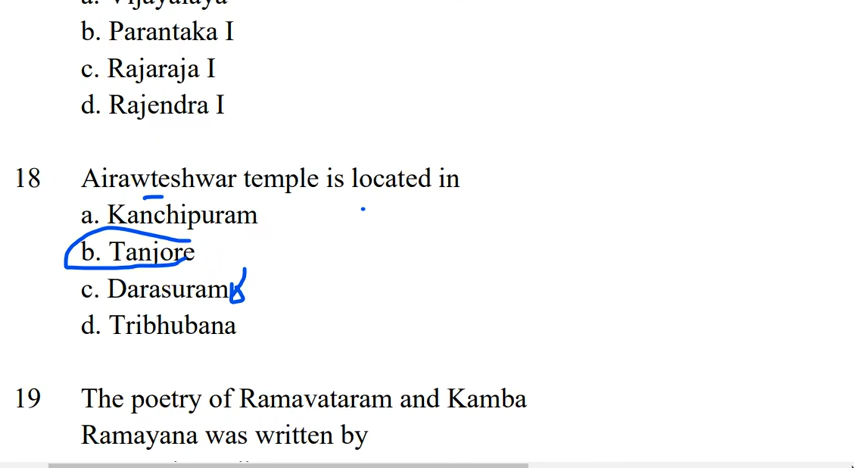 a. Vijayalaya
b. Parantaka I
c. Rajaraja I
d. Rajendra I
18 Airawteshwar temple is located in
a. Kanchipuram
b. Tanjore
c. Darasuram
d. Tribhubana
19 The poetry of Ramavataram and Kamba
Ramayana was written by